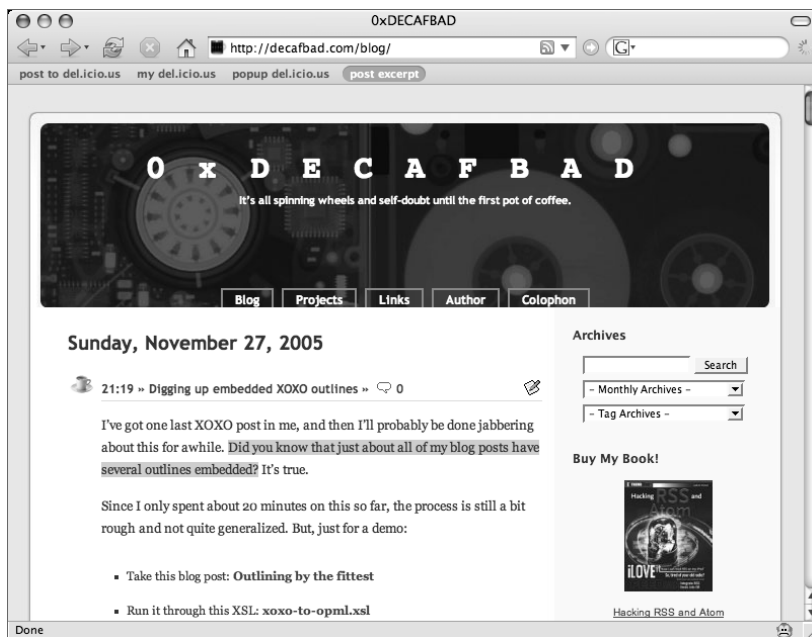 0xDECAFBAD
http://decafbad.com/blog/
G
post to del.icio.us my del.icio.us popup del.icio.us post excerpt
0 x D E C A F B A D
It's all spinning wheels and self-doubt until the first pot of coffee.
Blog Projects Links Author Colophon
Sunday, November 27, 2005
21:19 » Digging up embedded XOXO outlines » 0
I've got one last XOXO post in me, and then I'll probably be done jabbering
about this for awhile. Did you know that just about all of my blog posts have
several outlines embedded? It's true.
Since I only spent about 20 minutes on this so far, the process is still a bit
rough and not quite generalized. But, just for a demo:
▪ Take this blog post: Outlining by the fittest
▪ Run it through this XSL: xoxo-to-opml.xsl
Archives
Search
– Monthly Archives –
– Tag Archives –
Buy My Book!
Hacking RSS and
Atom
iLOVE
Hacking RSS and Atom
Done